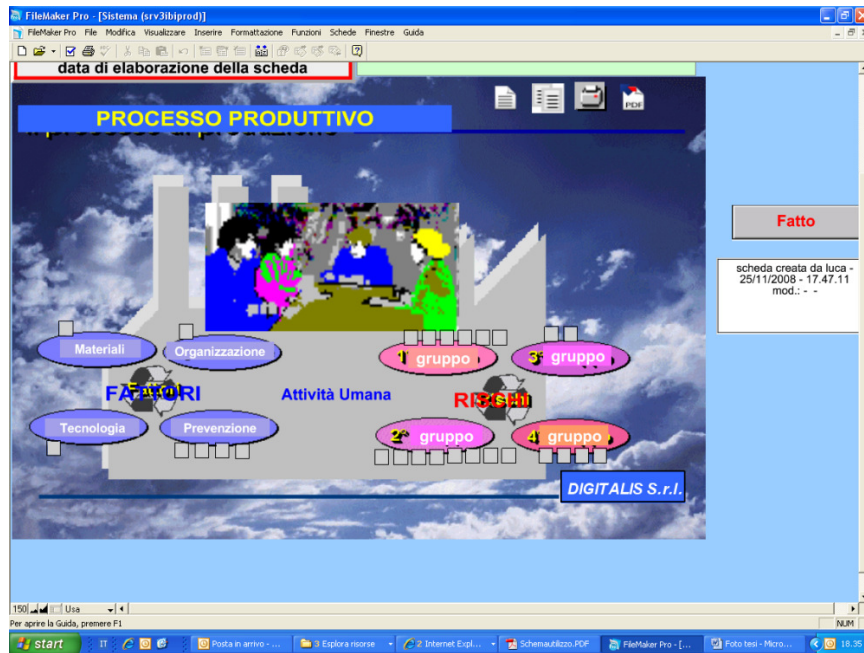 FileMaker Pro - [Sistema (srv3ibiprod)]
FileMaker Pro File Modifica Visualizzare Inserire Formattazione Funzioni Schede Finestre Guida
data di elaborazione della scheda
PDF
PROCESSO PRODUTTIVO
Fatto
scheda creata da luca -
25/11/2008 - 17.47.11
mod.: - -
Materiali
Organizzazione
1° gruppo
3° gruppo
FATTORI
Attività Umana
RISCHI
Tecnologia
Prevenzione
2° gruppo
4° gruppo
DIGITALIS S.r.l.
150 Usa
Per aprire la Guida, premere F1
NUM
start IT Posta in arrivo - ... 3 Esplora risorse 2 Internet Expl... Schemautilizzo.PDF FileMaker Pro - [... Foto tesi - Micro... 18.35